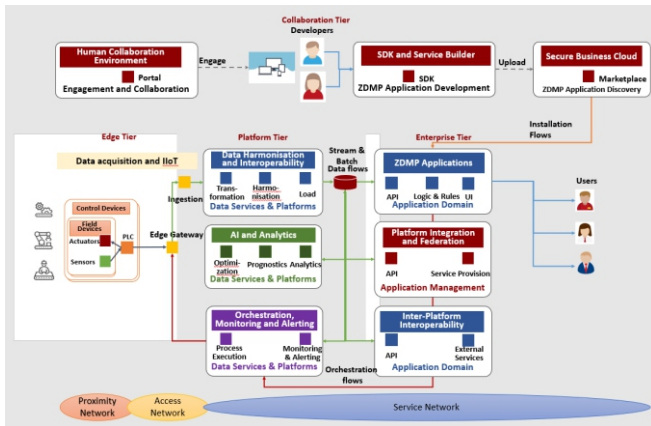 Collaboration Tier
Developers
Human Collaboration
Environment
Portal
Engagement and Collaboration
Engage
SDK and Service Builder
SDK
ZDMP Application Development
Upload
Secure Business Cloud
Marketplace
ZDMP Application Discovery
Installation
Flows
Edge Tier
Data acquisition and IIoT
Platform Tier
Data Harmonisation
and Interoperability
Trans-
formation
Harmo-
nisation
Load
Data Services & Platforms
Stream &
Batch
Data flows
Enterprise Tier
ZDMP Applications
API
Logic & Rules
UI
Application Domain
Users
Ingestion
Control Devices
Field
Devices
Actuators
Sensors
PLC
Edge Gateway
AI and Analytics
Optimi-
zation
Prognostics
Analytics
Data Services & Platforms
Platform Integration
and Federation
API
Service Provision
Application Management
Orchestration,
Monitoring and Alerting
Process
Execution
Monitoring
& Alerting
Data Services & Platforms
Inter-Platform
Interoperability
API
External
Services
Application Domain
Orchestration
flows
Proximity
Network
Access
Network
Service Network